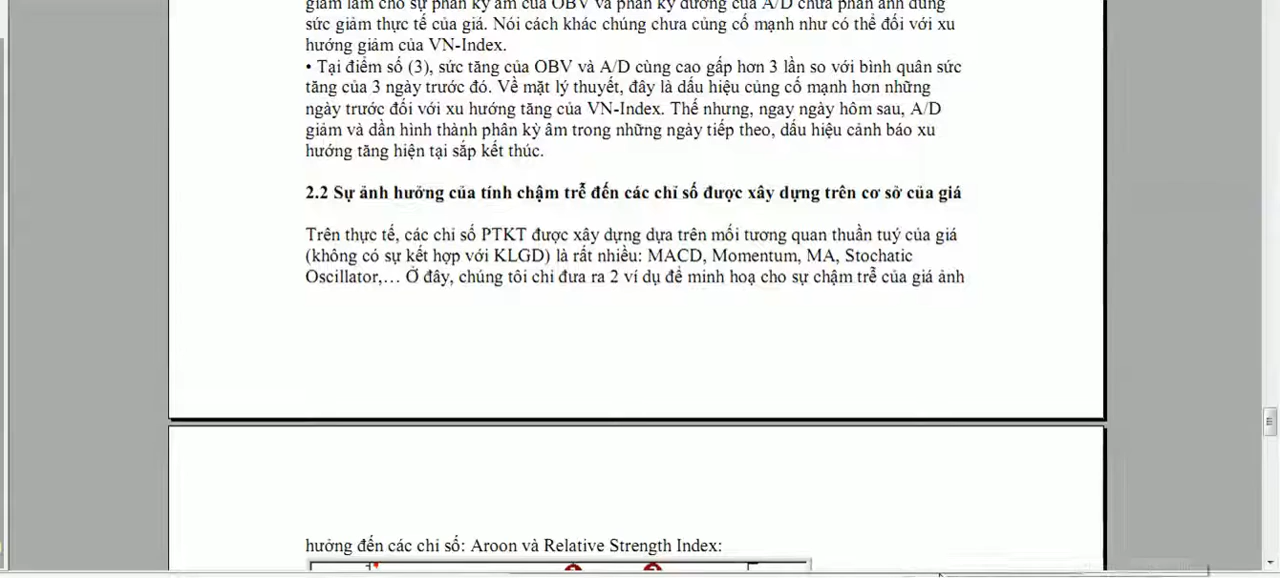 giảm làm cho sự phân kỳ âm của OBV và phân kỳ dương của A/D chưa phản ánh đúng
sức giảm thực tế của giá. Nói cách khác chúng chưa củng cố mạnh như có thể đối với xu
hướng giảm của VN-Index.
• Tại điểm số (3), sức tăng của OBV và A/D cùng cao gấp hơn 3 lần so với bình quân sức
tăng của 3 ngày trước đó. Về mặt lý thuyết, đây là dấu hiệu củng cố mạnh hơn những
ngày trước đối với xu hướng tăng của VN-Index. Thế nhưng, ngay ngày hôm sau, A/D
giảm và dần hình thành phân kỳ âm trong những ngày tiếp theo, dấu hiệu cảnh báo xu
hướng tăng hiện tại sắp kết thúc.
2.2 Sự ảnh hưởng của tính chậm trễ đến các chỉ số được xây dựng trên cơ sở của giá
Trên thực tế, các chỉ số PTKT được xây dựng dựa trên mối tương quan thuần tuý của giá
(không có sự kết hợp với KLGD) là rất nhiều: MACD, Momentum, MA, Stochatic
Oscillator,… Ở đây, chúng tôi chỉ đưa ra 2 ví dụ để minh hoạ cho sự chậm trễ của giá ảnh
hưởng đến các chỉ số: Aroon và Relative Strength Index: